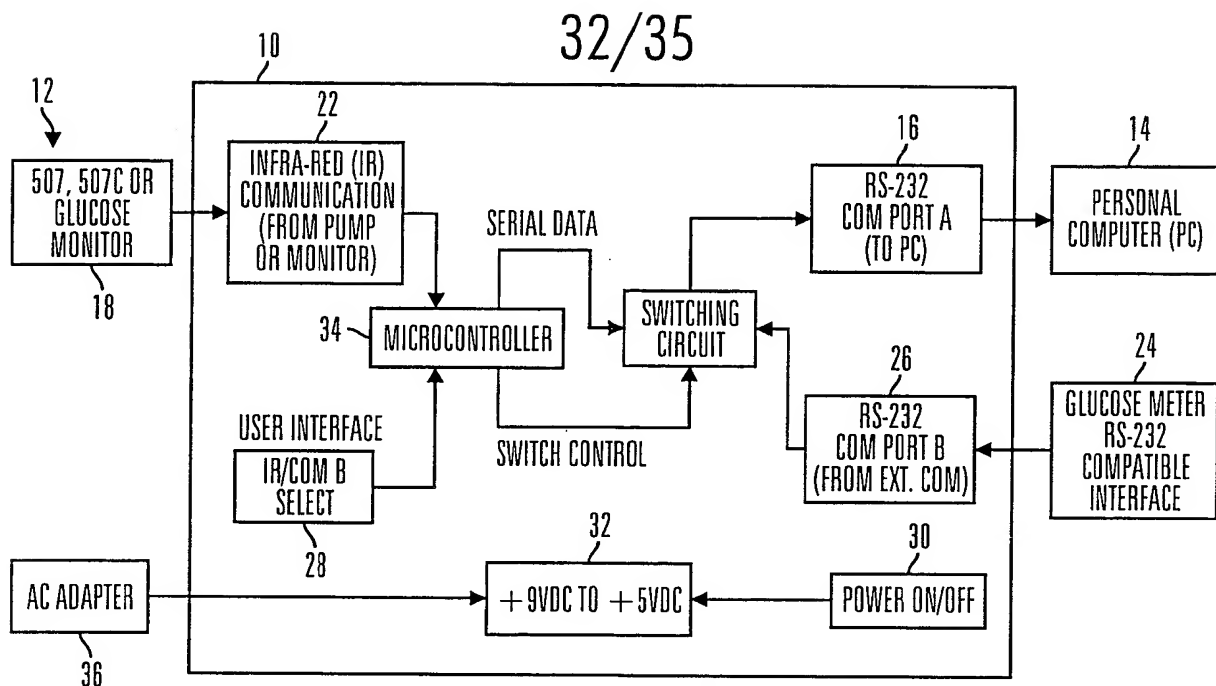 32/35
10
12
22
16
14
507, 507C OR
GLUCOSE
MONITOR
18
INFRA-RED (IR)
COMMUNICATION
(FROM PUMP
OR MONITOR)
SERIAL DATA
RS-232
COM PORT A
(TO PC)
PERSONAL
COMPUTER (PC)
34
MICROCONTROLLER
SWITCHING
CIRCUIT
26
24
USER INTERFACE
IR/COM B
SELECT
28
SWITCH CONTROL
RS-232
COM PORT B
(FROM EXT. COM)
GLUCOSE METER
RS-232
COMPATIBLE
INTERFACE
32
30
AC ADAPTER
36
+9VDC TO +5VDC
POWER ON/OFF